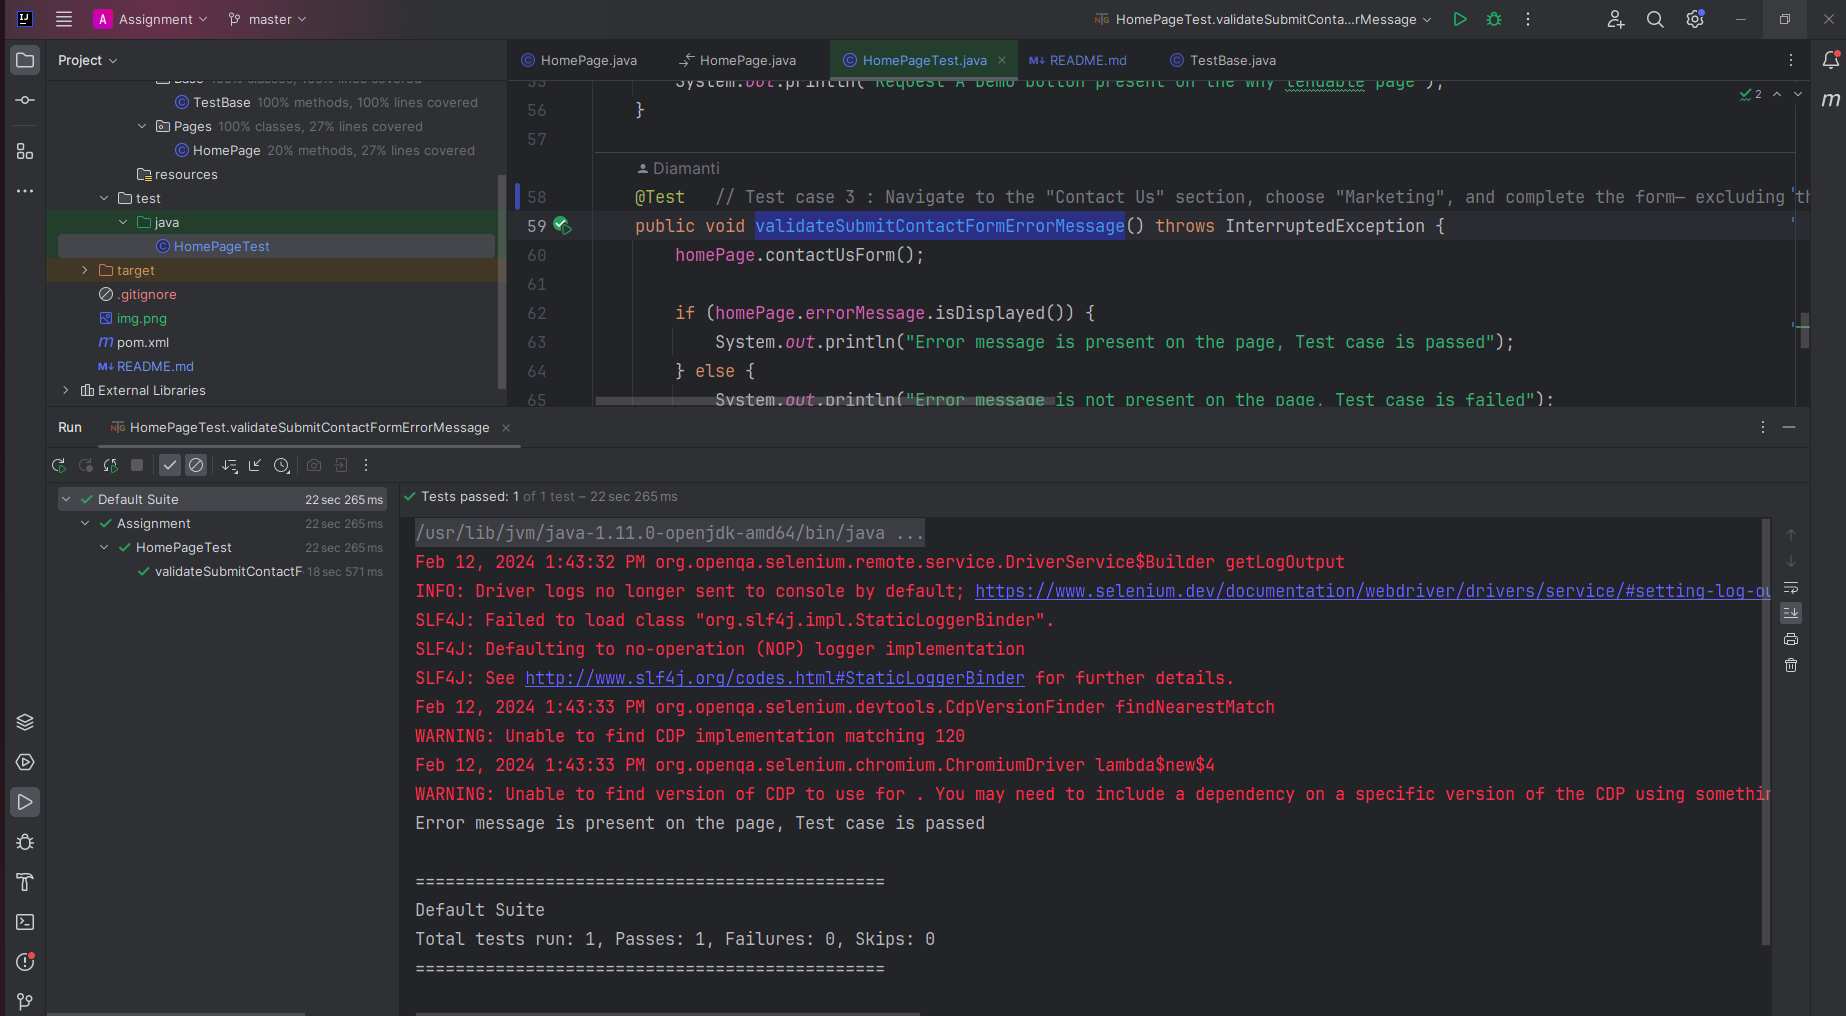 A Assignment master
HomePageTest.validateSubmitConta...rMessage
Project
HomePage.java HomePage.java HomePageTest.java README.md TestBase.java
Base 100% classes, 100% lines covered
TestBase 100% methods, 100% lines covered
Pages 100% classes, 27% lines covered
HomePage 20% methods, 27% lines covered
resources
test
java
HomePageTest
target
.gitignore
img.png
pom.xml
README.md
External Libraries
55 System.out.println("Request A Demo button present on the why lendable page");
2
56 }
57
Diamanti
58 @Test // Test case 3 : Navigate to the "Contact Us" section, choose "Marketing", and complete the form— excluding th
59 public void validateSubmitContactFormErrorMessage() throws InterruptedException {
60 homePage.contactUsForm();
61
62 if (homePage.errorMessage.isDisplayed()) {
63 System.out.println("Error message is present on the page, Test case is passed");
64 } else {
65 System.out.println("Error message is not present on the page, Test case is failed");
Run HomePageTest.validateSubmitContactFormErrorMessage
Default Suite 22 sec 265 ms
Assignment 22 sec 265 ms
HomePageTest 22 sec 265 ms
validateSubmitContactF 18 sec 571 ms
Tests passed: 1 of 1 test – 22 sec 265 ms
/usr/lib/jvm/java-1.11.0-openjdk-amd64/bin/java ...
Feb 12, 2024 1:43:32 PM org.openqa.selenium.remote.service.DriverService$Builder getLogOutput
INFO: Driver logs no longer sent to console by default; https://www.selenium.dev/documentation/webdriver/drivers/service/#setting-log-ou
SLF4J: Failed to load class "org.slf4j.impl.StaticLoggerBinder".
SLF4J: Defaulting to no-operation (NOP) logger implementation
SLF4J: See http://www.slf4j.org/codes.html#StaticLoggerBinder for further details.
Feb 12, 2024 1:43:33 PM org.openqa.selenium.devtools.CdpVersionFinder findNearestMatch
WARNING: Unable to find CDP implementation matching 120
Feb 12, 2024 1:43:33 PM org.openqa.selenium.chromium.ChromiumDriver lambda$new$4
WARNING: Unable to find version of CDP to use for . You may need to include a dependency on a specific version of the CDP using somethin
Error message is present on the page, Test case is passed
===============================================
Default Suite
Total tests run: 1, Passes: 1, Failures: 0, Skips: 0
===============================================